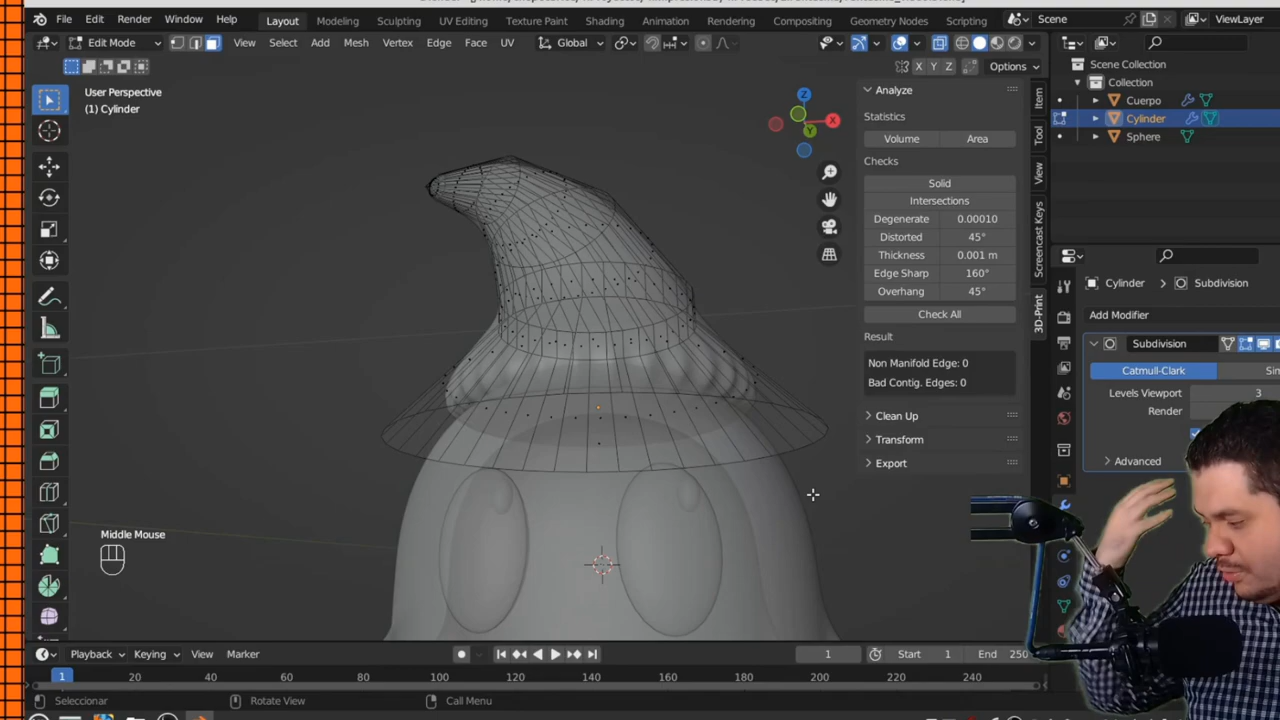 File Edit Render Window Help Layout Modeling Sculpting UV Editing Texture Paint Shading Animation Rendering Compositing Geometry Nodes Scripting Scene ViewLayer
Edit Mode View Select Add Mesh Vertex Edge Face UV Global
X Y Z Options
User Perspective
(1) Cylinder
Z
X
Y
Analyze
Statistics
Volume Area
Checks
Solid
Intersections
Degenerate 0.00010
Distorted 45°
Thickness 0.001 m
Edge Sharp 160°
Overhang 45°
Check All
Result
Non Manifold Edge: 0
Bad Contig. Edges: 0
Clean Up
Transform
Export
Item
Tool
View
Screencast Keys
3D-Print
Scene Collection
Collection
Cuerpo
Cylinder
Sphere
Cylinder Subdivision
Add Modifier
Subdivision
Catmull-Clark
Levels Viewport 3
Render
Advanced
Middle Mouse
Playback Keying View Marker 1 Start 1 End 250
1 20 40 60 80 100 120 140 160 180 200 220 240
Seleccionar Rotate View Call Menu